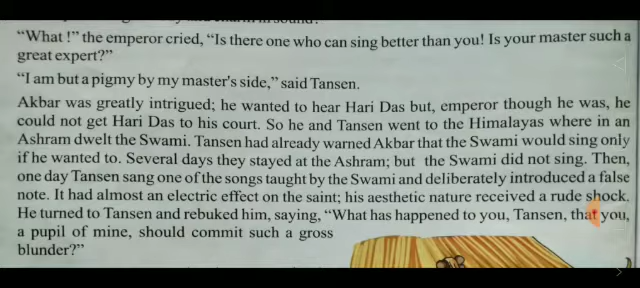 “What !” the emperor cried, “Is there one who can sing better than you! Is your master such a
great expert?”
“I am but a pigmy by my master's side,” said Tansen.
Akbar was greatly intrigued; he wanted to hear Hari Das but, emperor though he was, he
could not get Hari Das to his court. So he and Tansen went to the Himalayas where in an
Ashram dwelt the Swami. Tansen had already warned Akbar that the Swami would sing only
if he wanted to. Several days they stayed at the Ashram; but the Swami did not sing. Then,
one day Tansen sang one of the songs taught by the Swami and deliberately introduced a false
note. It had almost an electric effect on the saint; his aesthetic nature received a rude shock.
He turned to Tansen and rebuked him, saying, “What has happened to you, Tansen, that you,
a pupil of mine, should commit such a gross
blunder?”